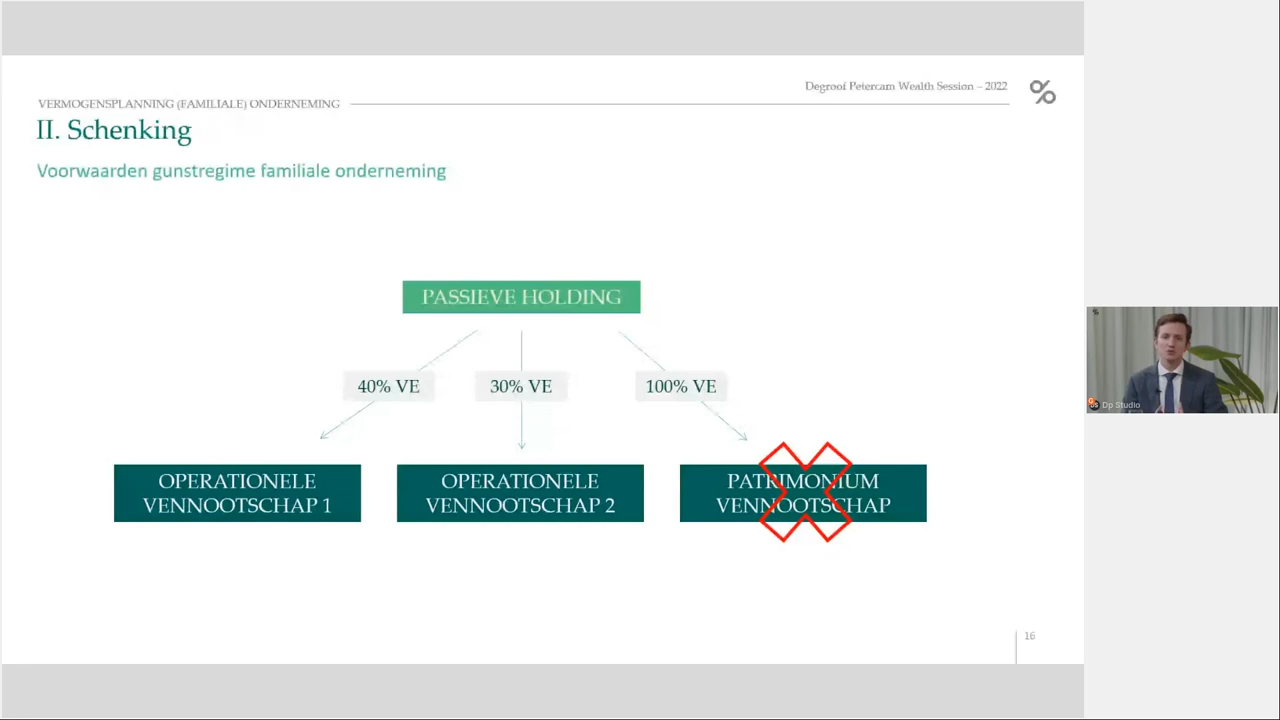 Degroof Petercam Wealth Session – 2022
VERMOGENSPLANNING (FAMILIALE) ONDERNEMING
II. Schenking
Voorwaarden gunstregime familiale onderneming
PASSIEVE HOLDING
40% VE
30% VE
100% VE
OPERATIONELE
VENNOOTSCHAP 1
OPERATIONELE
VENNOOTSCHAP 2
PATRIMONIUM
VENNOOTSCHAP
16
Dp Studio